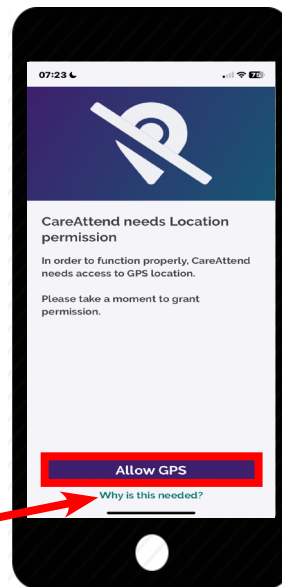 07:23
75
CareAttend needs Location
permission
In order to function properly, CareAttend
needs access to GPS location.
Please take a moment to grant
permission.
Allow GPS
Why is this needed?